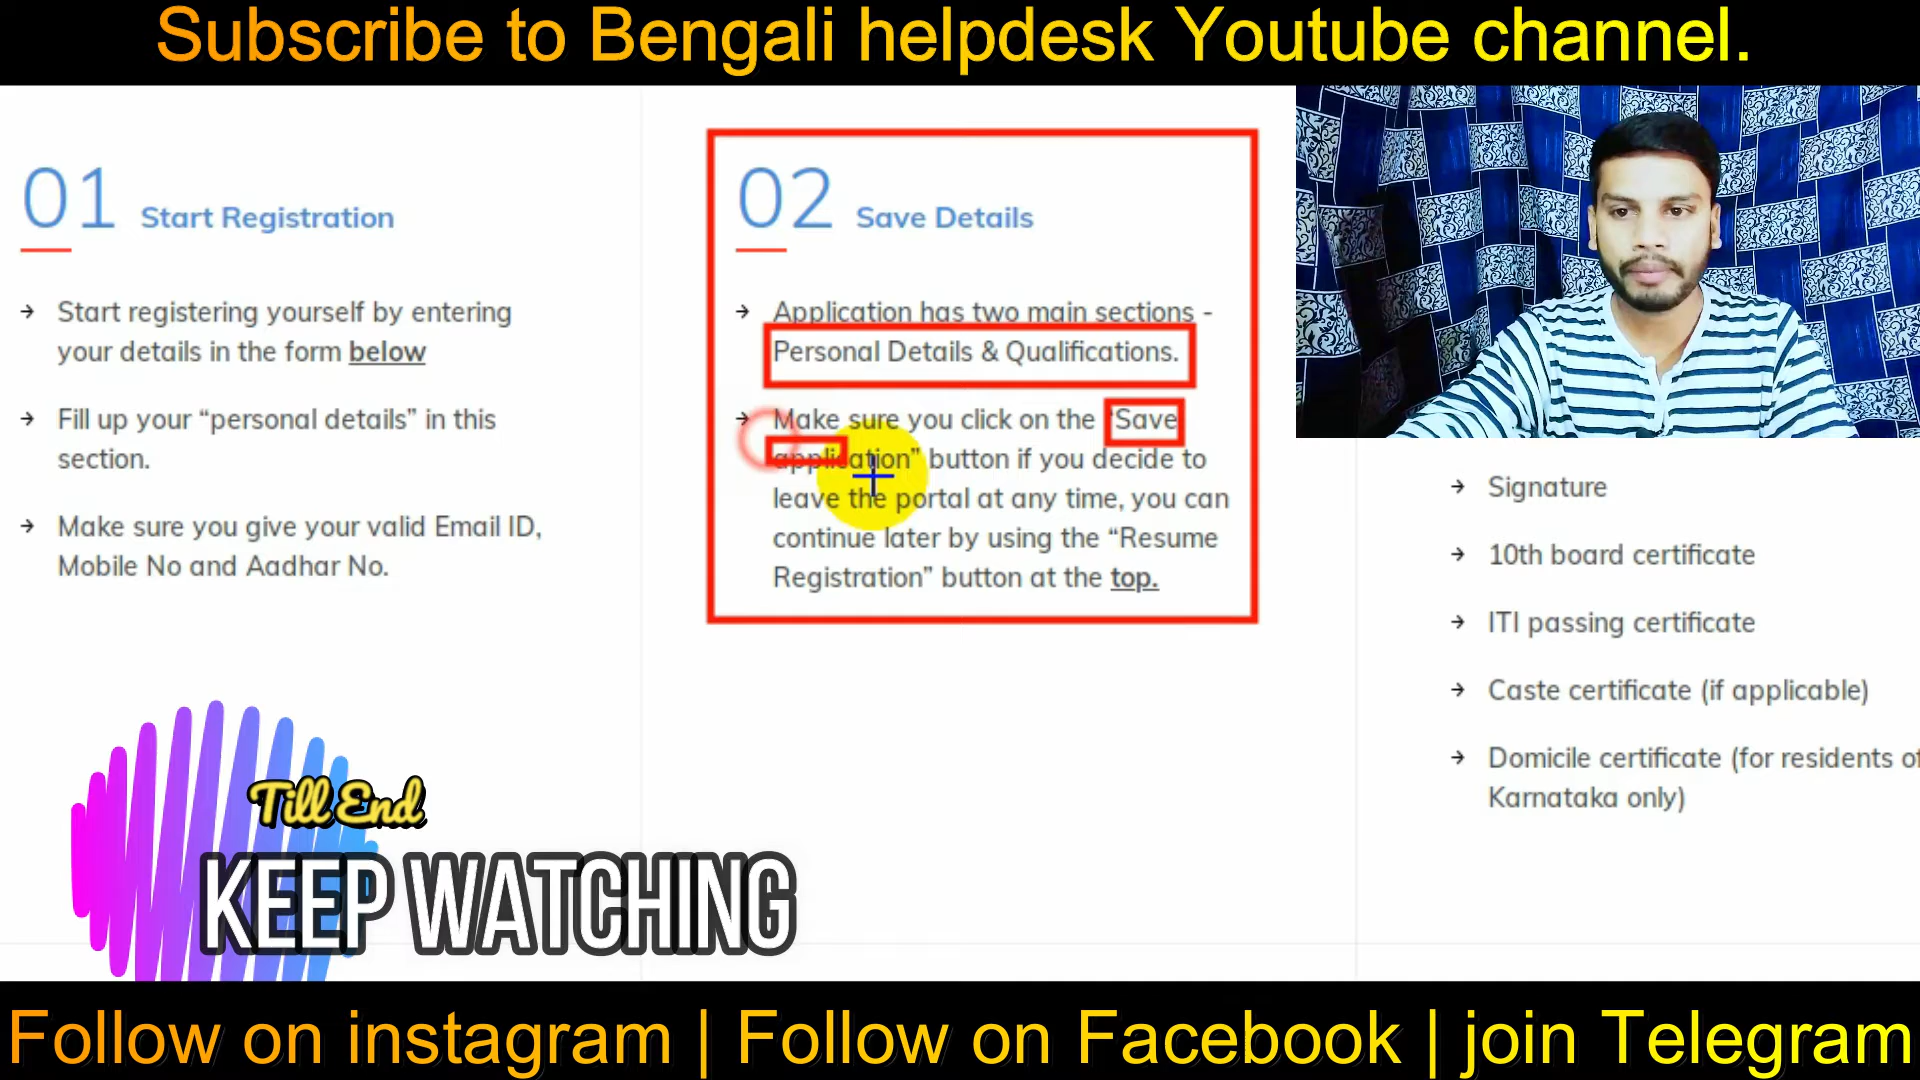 Subscribe to Bengali helpdesk Youtube channel.
01 Start Registration
Start registering yourself by entering
your details in the form below
Fill up your “personal details” in this
section.
Make sure you give your valid Email ID,
Mobile No and Aadhar No.
02 Save Details
Application has two main sections -
Personal Details & Qualifications.
Make sure you click on the “Save
application” button if you decide to
leave the portal at any time, you can
continue later by using the “Resume
Registration” button at the top.
Signature
10th board certificate
ITI passing certificate
Caste certificate (if applicable)
Domicile certificate (for residents of
Karnataka only)
Till End
KEEP WATCHING
Follow on instagram | Follow on Facebook | join Telegram